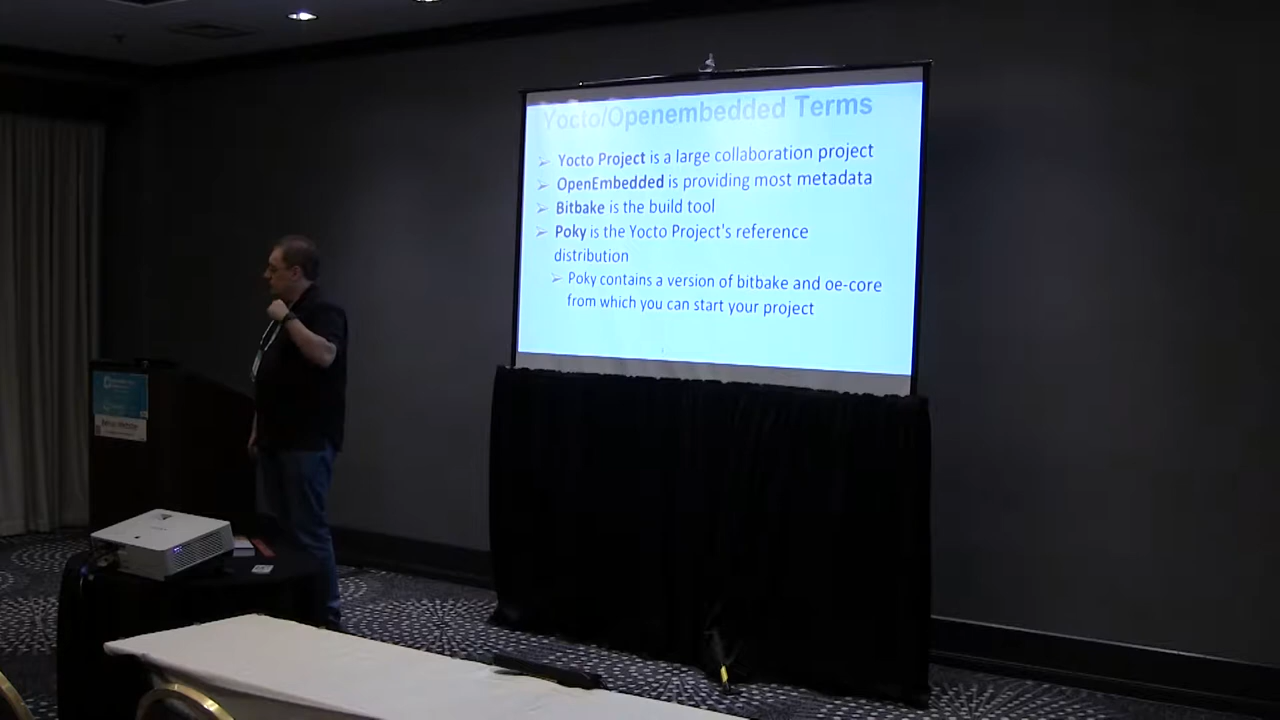 Yocto/Openembedded Terms
➢ Yocto Project is a large collaboration project
➢ OpenEmbedded is providing most metadata
➢ Bitbake is the build tool
➢ Poky is the Yocto Project's reference
distribution
➢ Poky contains a version of bitbake and oe-core
from which you can start your project